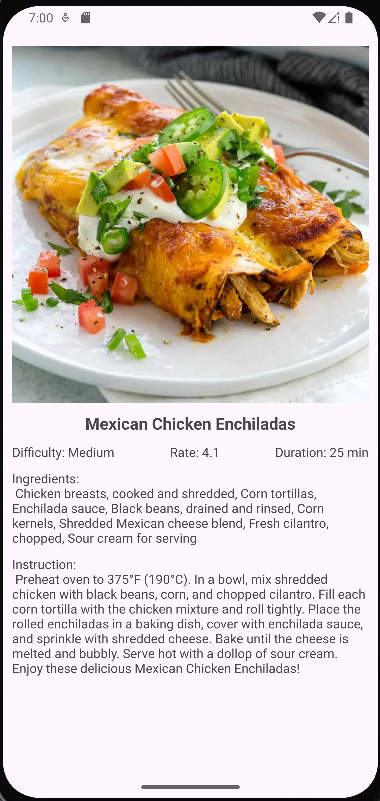 7:00
Mexican Chicken Enchiladas
Difficulty: Medium Rate: 4.1 Duration: 25 min
Ingredients:
Chicken breasts, cooked and shredded, Corn tortillas,
Enchilada sauce, Black beans, drained and rinsed, Corn
kernels, Shredded Mexican cheese blend, Fresh cilantro,
chopped, Sour cream for serving
Instruction:
Preheat oven to 375°F (190°C). In a bowl, mix shredded
chicken with black beans, corn, and chopped cilantro. Fill each
corn tortilla with the chicken mixture and roll tightly. Place the
rolled enchiladas in a baking dish, cover with enchilada sauce,
and sprinkle with shredded cheese. Bake until the cheese is
melted and bubbly. Serve hot with a dollop of sour cream.
Enjoy these delicious Mexican Chicken Enchiladas!